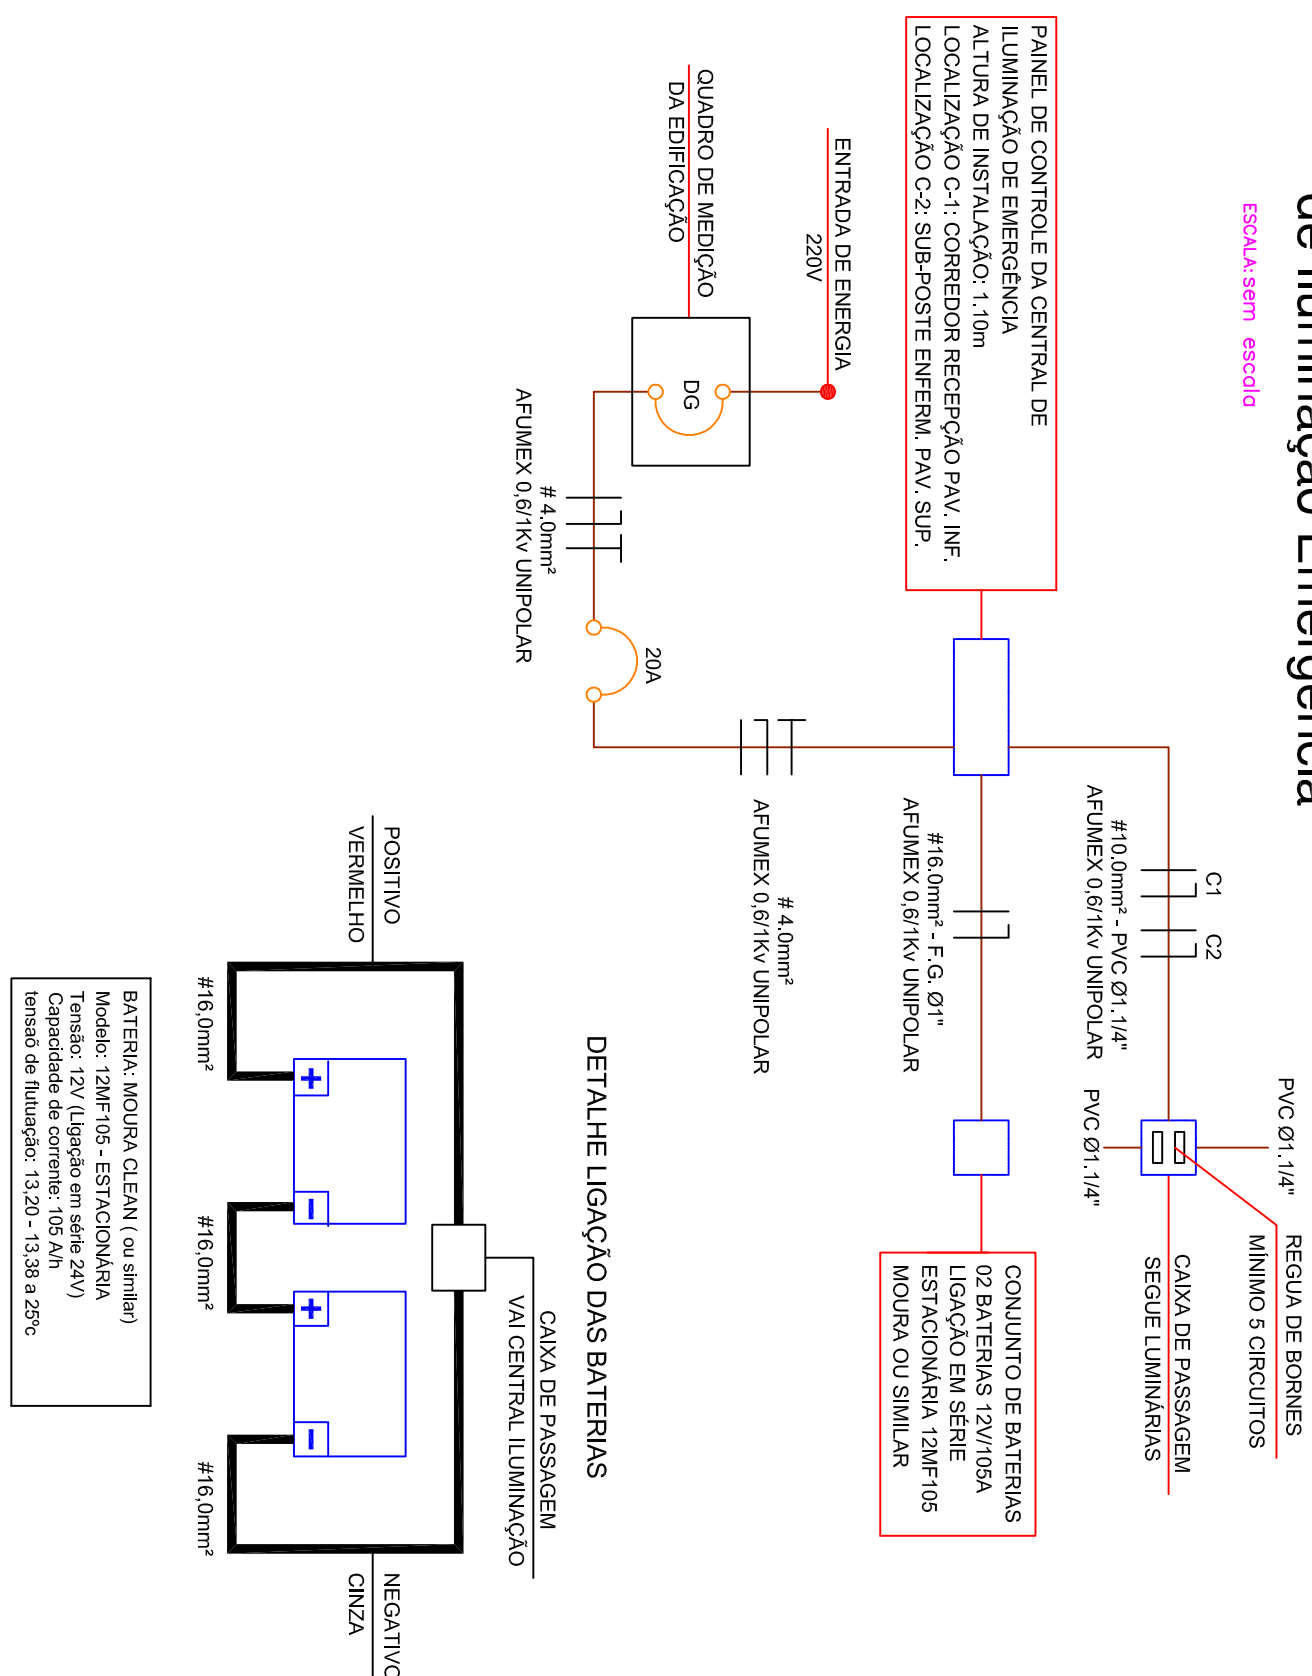 de Iluminação Emergência
ESCALA: sem escala
PAINEL DE CONTROLE DA CENTRAL DE
ILUMINAÇÃO DE EMERGÊNCIA
ALTURA DE INSTALAÇÃO: 1.10m
LOCALIZAÇÃO C-1: CORREDOR RECEPÇÃO PAV. INF.
LOCALIZAÇÃO C-2: SUB-POSTE ENFERM. PAV. SUP.
ENTRADA DE ENERGIA
220V
QUADRO DE MEDIÇÃO
DA EDIFICAÇÃO
DG
# 4.0mm²
AFUMEX 0,6/1Kv UNIPOLAR
20A
# 4.0mm²
AFUMEX 0,6/1Kv UNIPOLAR
#16.0mm² - F.G. Ø1"
AFUMEX 0,6/1Kv UNIPOLAR
C1
C2
#10.0mm² - PVC Ø1.1/4"
AFUMEX 0,6/1Kv UNIPOLAR
PVC Ø1.1/4"
PVC Ø1.1/4"
REGUA DE BORNES
MÍNIMO 5 CIRCUITOS
CAIXA DE PASSAGEM
SEGUE LUMINÁRIAS
CONJUNTO DE BATERIAS
02 BATERIAS 12V/105A
LIGAÇÃO EM SÉRIE
ESTACIONÁRIA 12MF105
MOURA OU SIMILAR
DETALHE LIGAÇÃO DAS BATERIAS
CAIXA DE PASSAGEM
VAI CENTRAL ILUMINAÇÃO
POSITIVO
VERMELHO
NEGATIVO
CINZA
+
−
+
−
#16,0mm²
#16,0mm²
#16,0mm²
BATERIA: MOURA CLEAN ( ou similar)
Modelo: 12MF105 - ESTACIONÁRIA
Tensão: 12V (Ligação em série 24V)
Capacidade de corrente: 105 A/h
tensaõ de flutuação: 13,20 - 13,38 a 25ºc